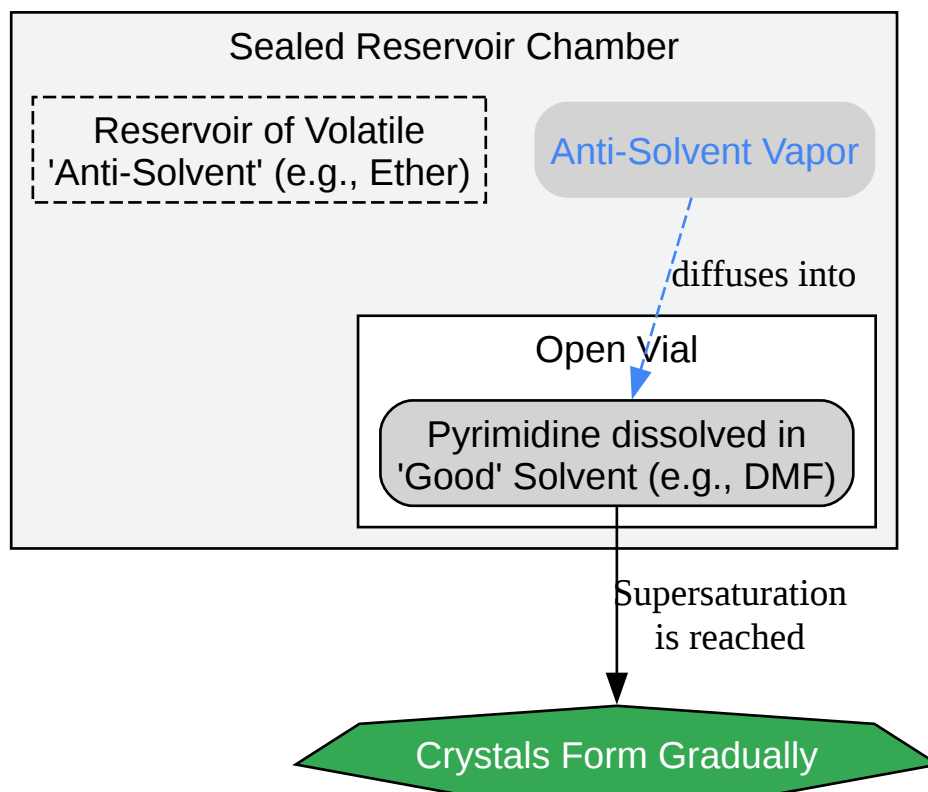 Sealed Reservoir Chamber
Reservoir of Volatile
'Anti-Solvent' (e.g., Ether)
Anti-Solvent Vapor
diffuses into
Open Vial
Pyrimidine dissolved in
'Good' Solvent (e.g., DMF)
Supersaturation
is reached
Crystals Form Gradually